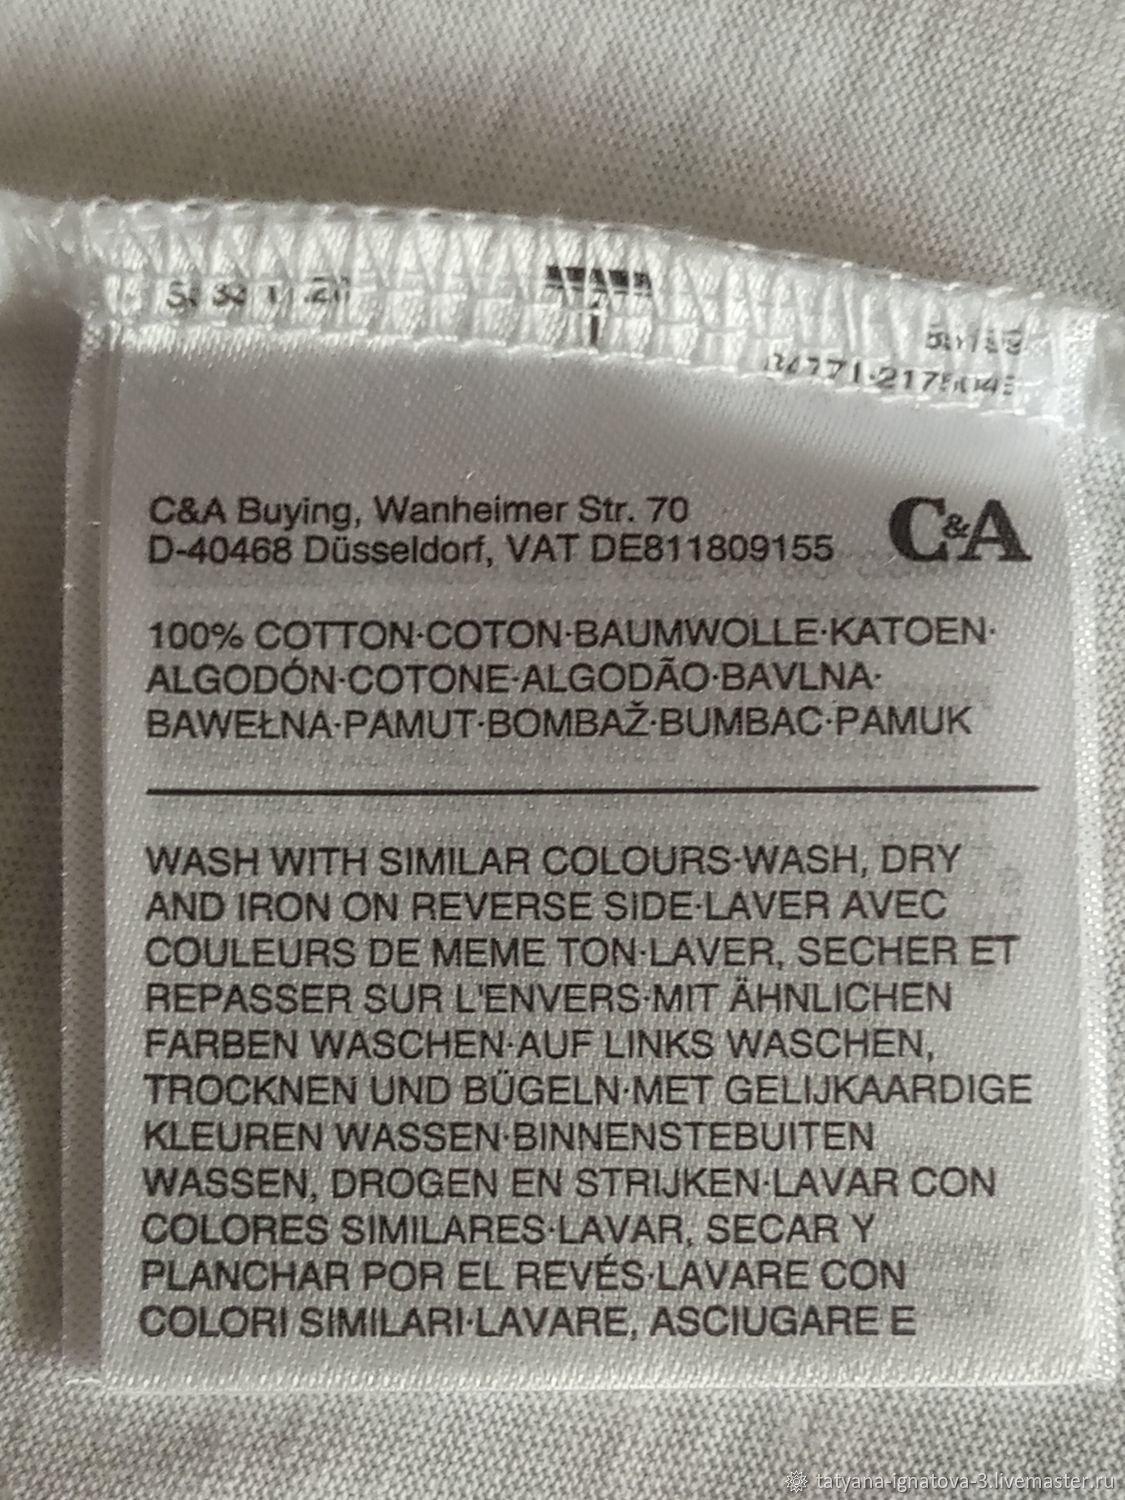 C&A Buying, Wanheimer Str. 70
D-40468 Düsseldorf, VAT DE811809155
C&A
100% COTTON·COTON·BAUMWOLLE·KATOEN·
ALGODÓN·COTONE·ALGODÃO·BAVLNA·
BAWEŁNA·PAMUT·BOMBAŽ·BUMBAC·PAMUK
WASH WITH SIMILAR COLOURS·WASH, DRY
AND IRON ON REVERSE SIDE·LAVER AVEC
COULEURS DE MEME TON·LAVER, SECHER ET
REPASSER SUR L'ENVERS·MIT ÄHNLICHEN
FARBEN WASCHEN·AUF LINKS WASCHEN,
TROCKNEN UND BÜGELN·MET GELIJKAARDIGE
KLEUREN WASSEN·BINNENSTEBUITEN
WASSEN, DROGEN EN STRIJKEN·LAVAR CON
COLORES SIMILARES·LAVAR, SECAR Y
PLANCHAR POR EL REVÉS·LAVARE CON
COLORI SIMILARI·LAVARE, ASCIUGARE E
tatyana-ignatova-3.livemaster.ru